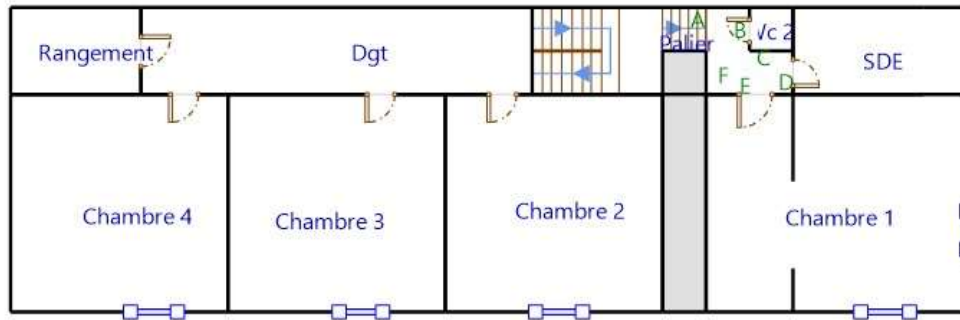 A
B
Rangement
Dgt
Palier
Wc 2
C
SDE
F
E
D
Chambre 4
Chambre 3
Chambre 2
Chambre 1